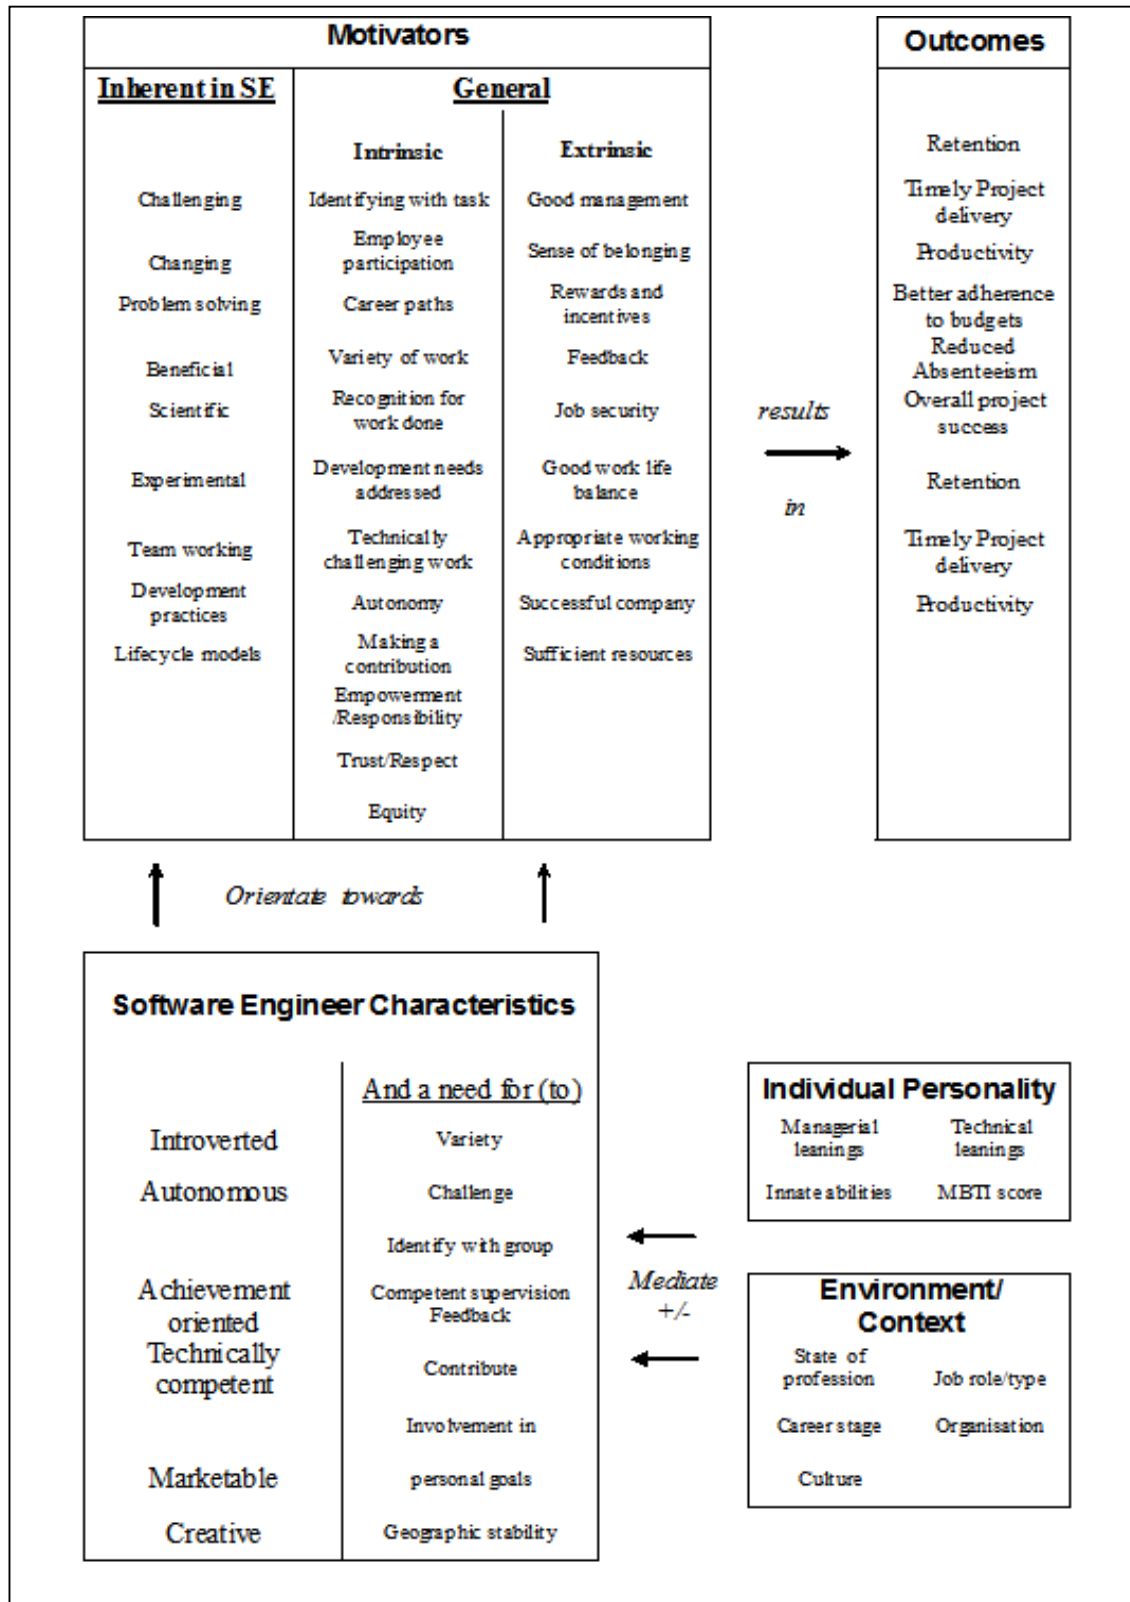 Motivators
Inherent in SE
General
Intrinsic
Extrinsic
Challenging
Changing
Problem solving
Beneficial
Scientific
Experimental
Team working
Development
practices
Lifecycle models
Identifying with task
Employee
participation
Career paths
Variety of work
Recognition for
work done
Development needs
addressed
Technically
challenging work
Autonomy
Making a
contribution
Empowerment
/Responsibility
Trust/Respect
Equity
Good management
Sense of belonging
Rewards and
incentives
Feedback
Job security
Good work life
balance
Appropriate working
conditions
Successful company
Sufficient resources
results
in
Outcomes
Retention
Timely Project
delivery
Productivity
Better adherence
to budgets
Reduced
Absenteeism
Overall project
success
Retention
Timely Project
delivery
Productivity
Orientate towards
Software Engineer Characteristics
Introverted
Autonomous
Achievement
oriented
Technically
competent
Marketable
Creative
And a need for (to)
Variety
Challenge
Identify with group
Competent supervision
Feedback
Contribute
Involvement in
personal goals
Geographic stability
Mediate
+/-
Individual Personality
Managerial
leanings
Technical
leanings
Innate abilities
MBTI score
Environment/
Context
State of
profession
Job role/type
Career stage
Organisation
Culture